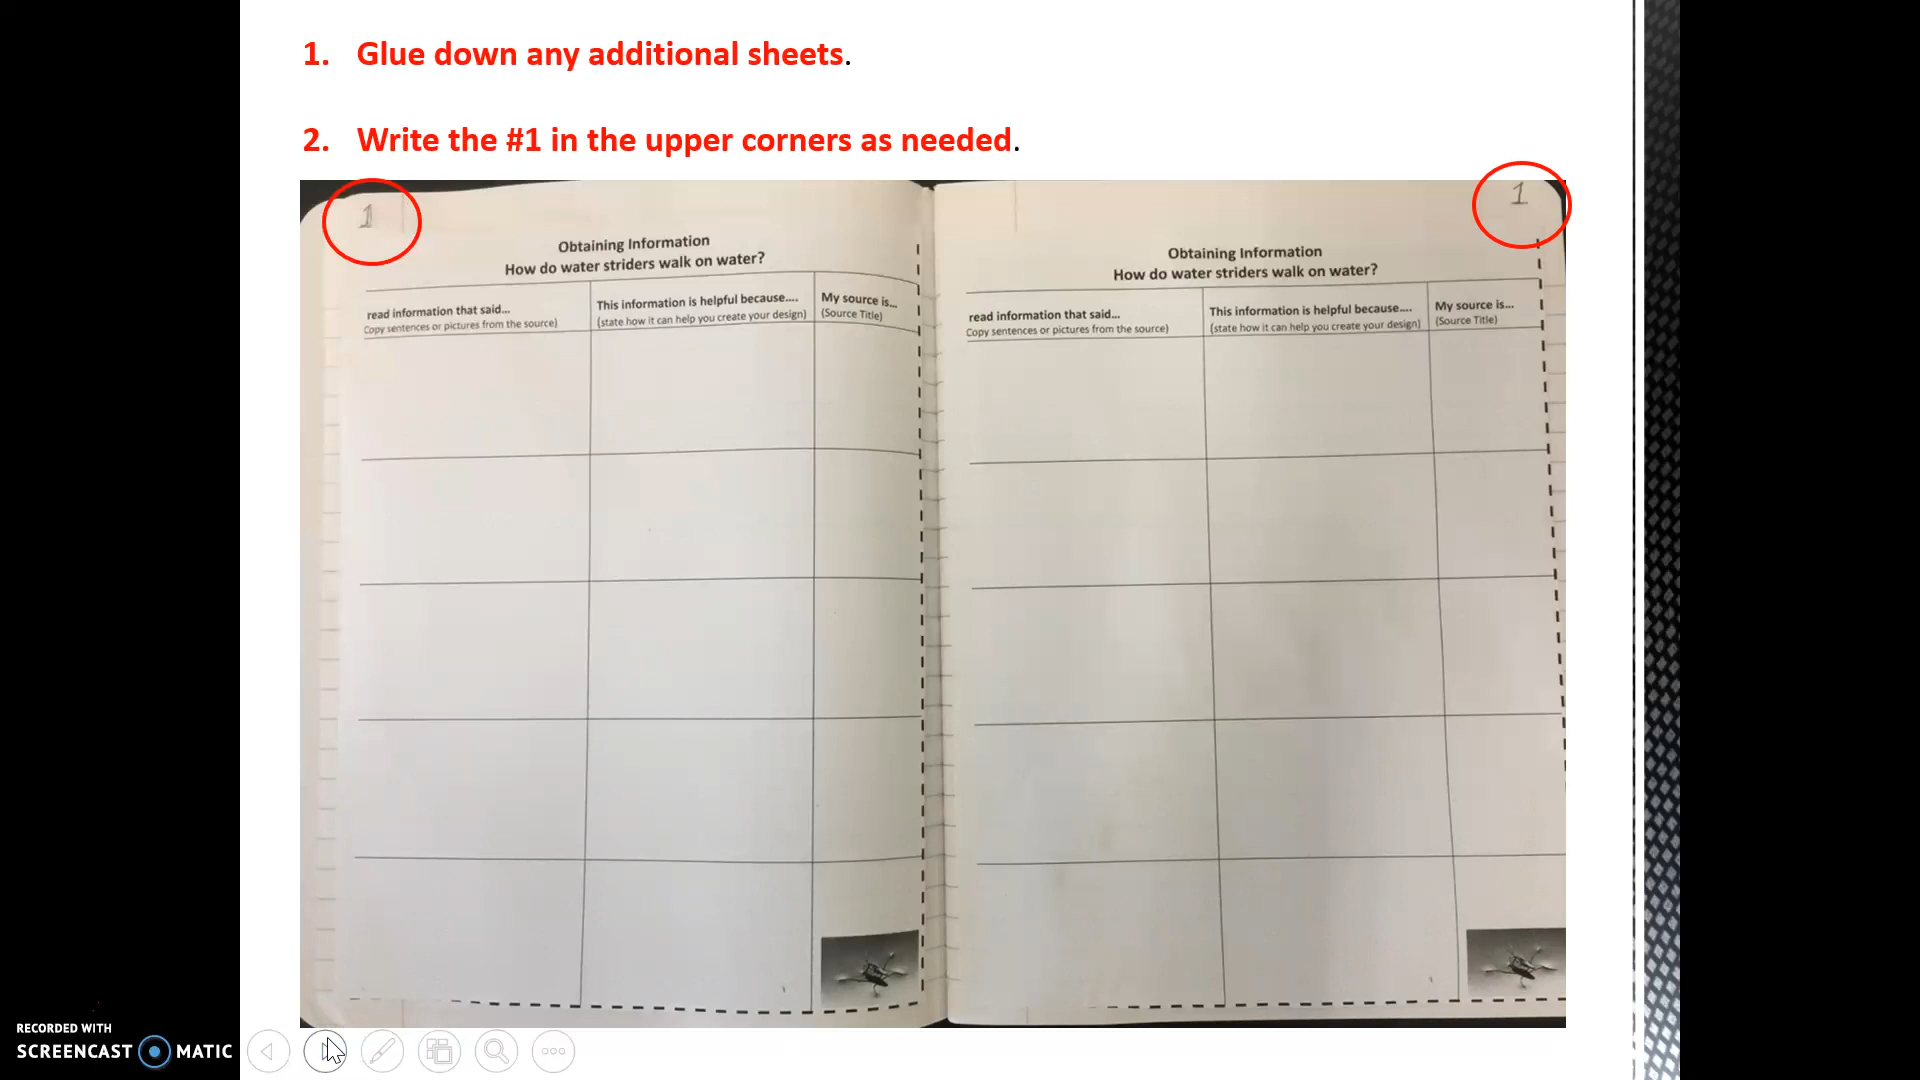 1. Glue down any additional sheets.
2. Write the #1 in the upper corners as needed.
1
Obtaining Information
How do water striders walk on water?
read information that said...
(Copy sentences or pictures from the source)
This information is helpful because....
(state how it can help you create your design)
My source is...
(Source Title)
1
Obtaining Information
How do water striders walk on water?
read information that said...
Copy sentences or pictures from the source)
This information is helpful because....
(state how it can help you create your design)
My source is...
(Source Title)
RECORDED WITH
SCREENCAST MATIC